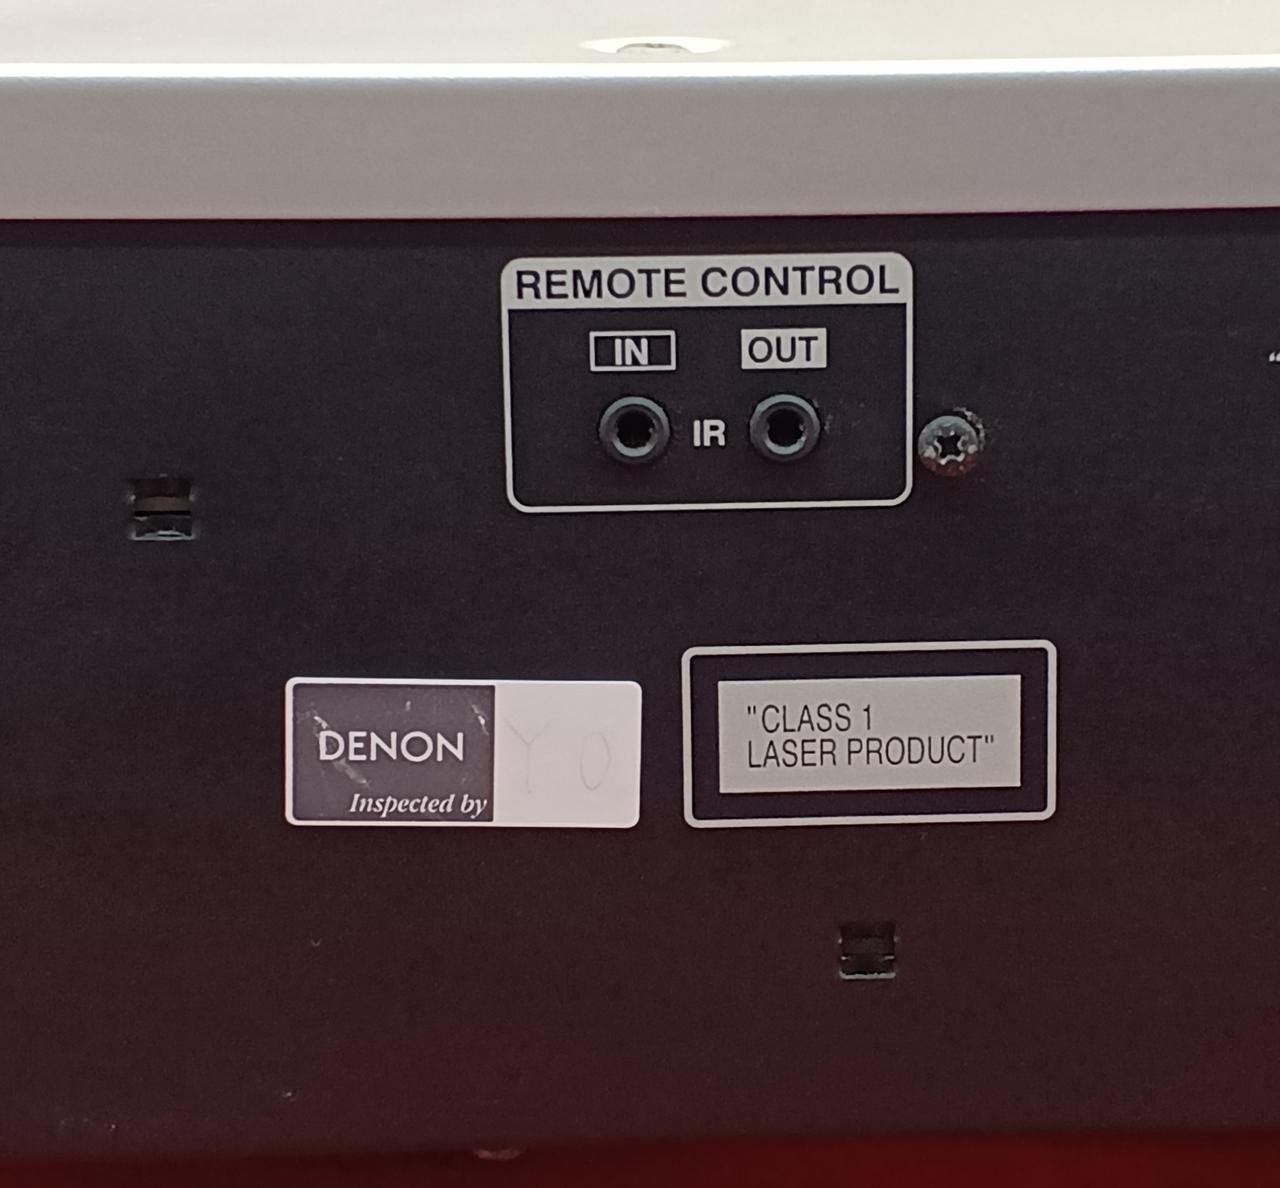 REMOTE CONTROL
IN OUT
IR
DENON
Inspected by
Y O
"CLASS 1
LASER PRODUCT"